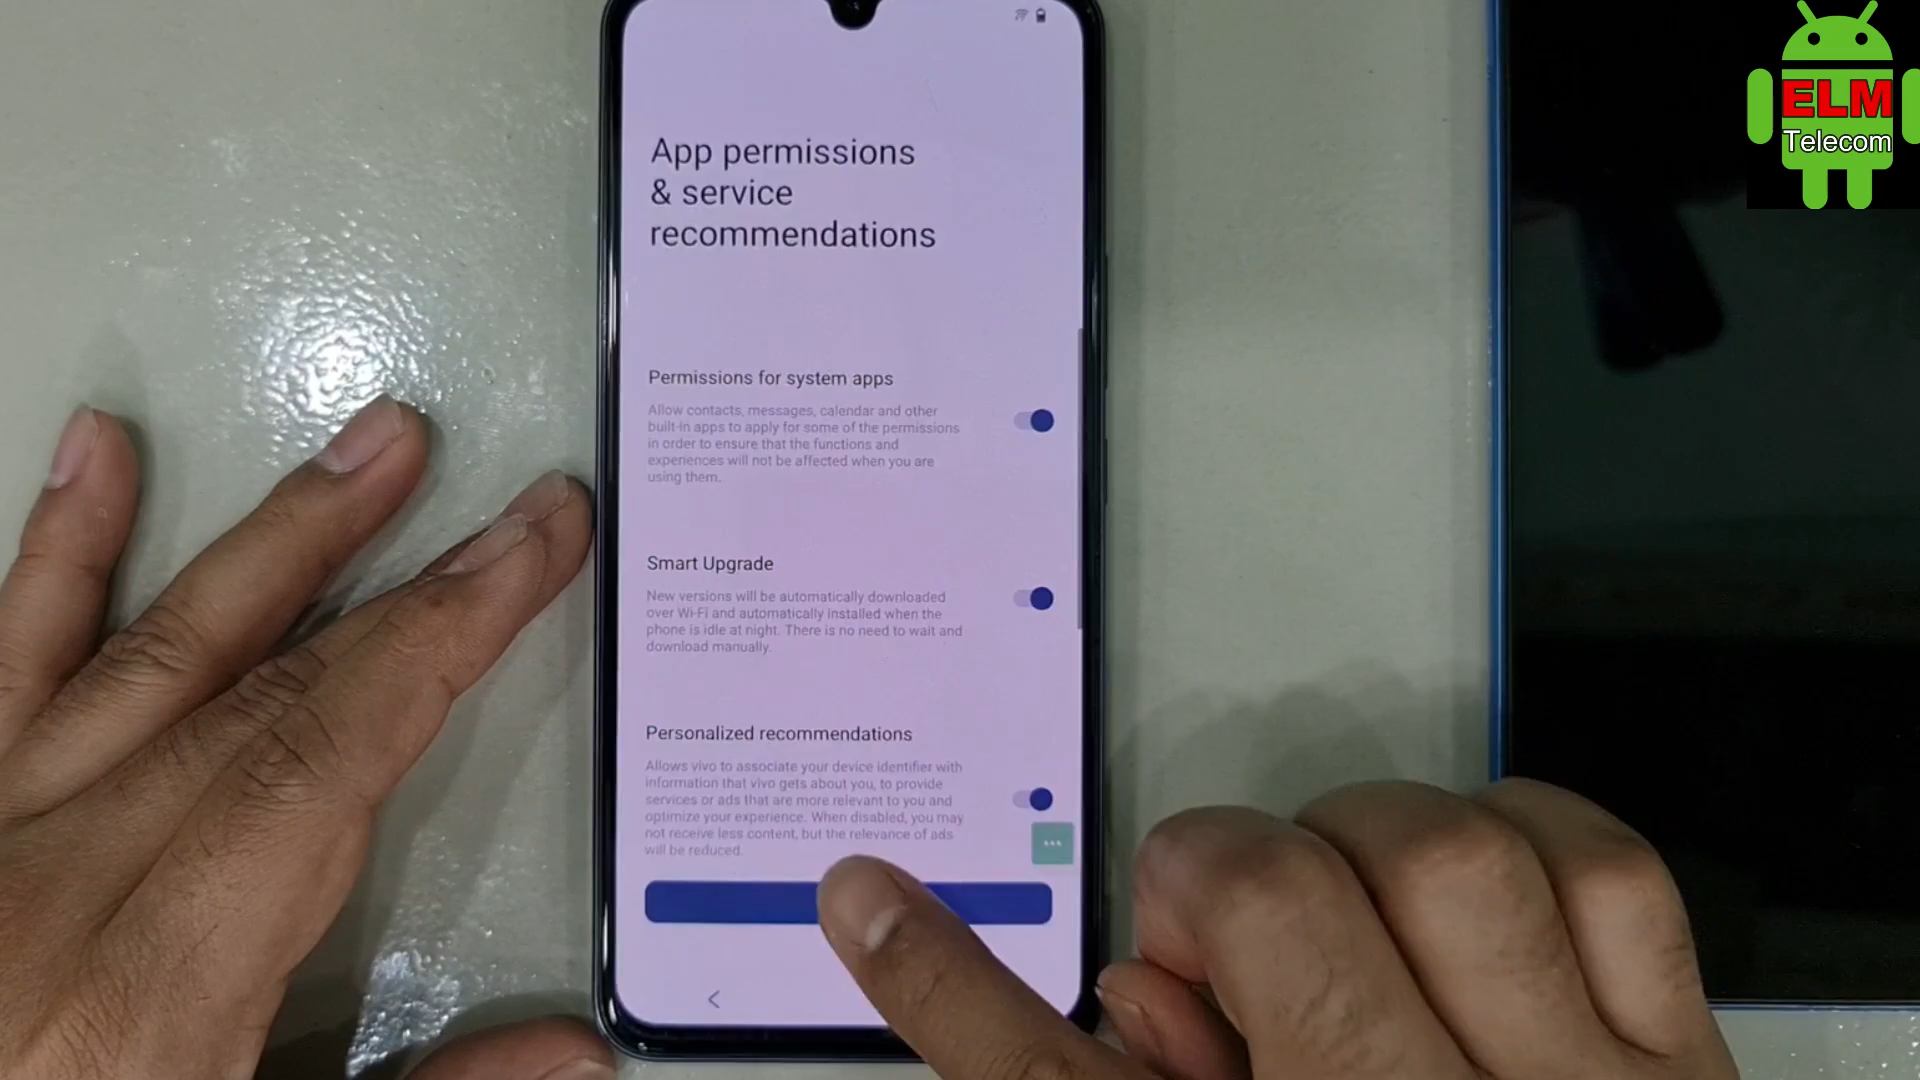 ELM
Telecom
App permissions
& service
recommendations
Permissions for system apps
Allow contacts, messages, calendar and other
built-in apps to apply for some of the permissions
in order to ensure that the functions and
experiences will not be affected when you are
using them.
Smart Upgrade
New versions will be automatically downloaded
over Wi-Fi and automatically installed when the
phone is idle at night. There is no need to wait and
download manually.
Personalized recommendations
Allows vivo to associate your device identifier with
information that vivo gets about you, to provide
services or ads that are more relevant to you and
optimize your experience. When disabled, you may
not receive less content, but the relevance of ads
will be reduced.